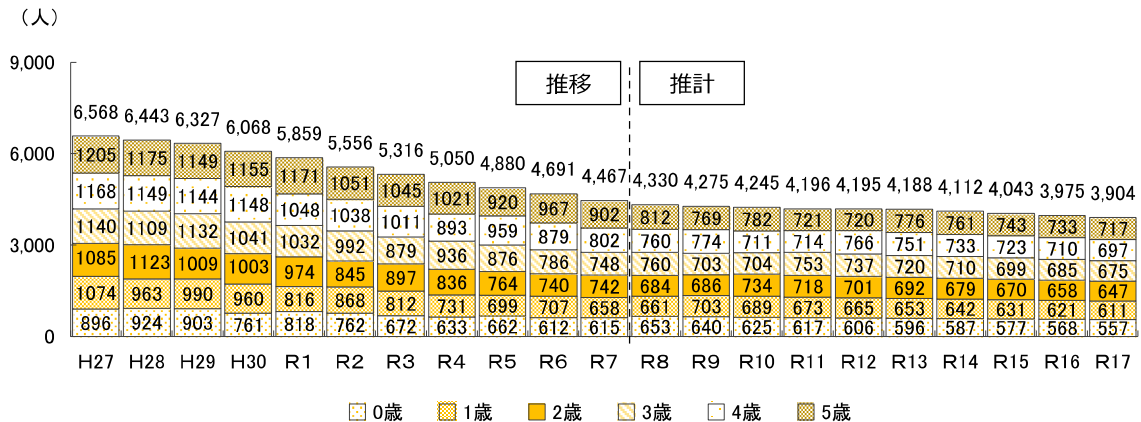 （人）
9,000
推移 推計
6,568 6,443 6,327 6,068 5,859 5,556 5,316 5,050 4,880 4,691 4,467 4,330 4,275 4,245 4,196 4,195 4,188 4,112 4,043 3,975 3,904
6,000
1205 1175 1149 1155 1171 1051 1045 1021 920 967 902 812 769 782 721 720 776 761 743 733 717
1168 1149 1144 1148 1048 1038 1011 893 959 879 802 760 774 711 714 766 751 733 723 710 697
1140 1109 1132 1041 1032 992 879 936 876 786 748 760 703 704 753 737 720 710 699 685 675
3,000
1085 1123 1009 1003 974 845 897 836 764 740 742 684 686 734 718 701 692 679 670 658 647
1074 963 990 960 816 868 812 731 699 707 658 661 703 689 673 665 653 642 631 621 611
896 924 903 761 818 762 672 633 662 612 615 653 640 625 617 606 596 587 577 568 557
0
H27 H28 H29 H30 R1 R2 R3 R4 R5 R6 R7 R8 R9 R10 R11 R12 R13 R14 R15 R16 R17
0歳 1歳 2歳 3歳 4歳 5歳